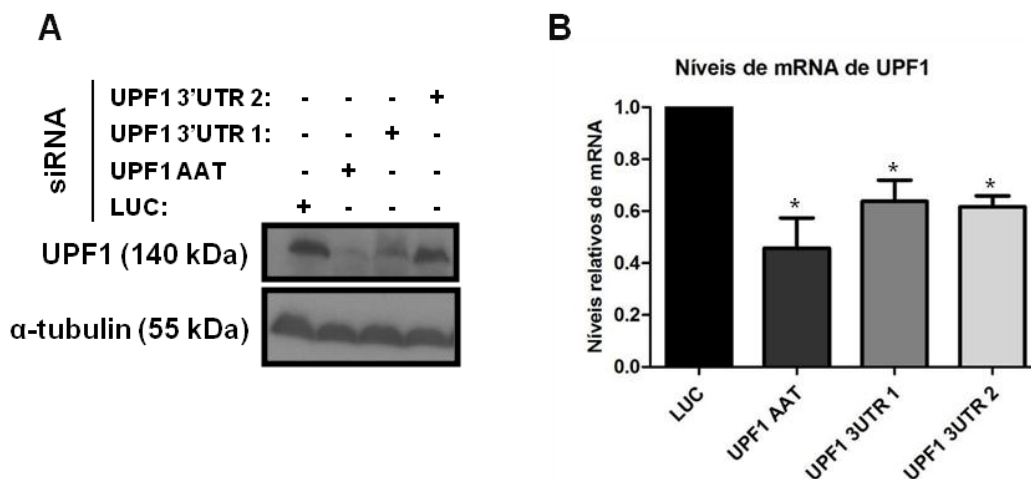 A
siRNA
UPF1 3'UTR 2: - - - +
UPF1 3'UTR 1: - - + -
UPF1 AAT - + - -
LUC: + - - -
UPF1 (140 kDa)
α-tubulin (55 kDa)
B
Níveis de mRNA de UPF1
Níveis relativos de mRNA
1.0
0.8
0.6
0.4
0.2
0.0
*
*
*
LUC
UPF1 AAT
UPF1 3UTR 1
UPF1 3UTR 2